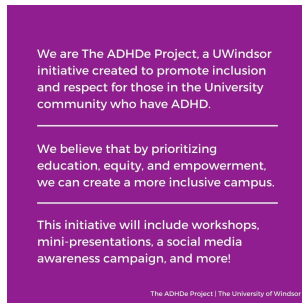 We are The ADHDe Project, a UWindsor
initiative created to promote inclusion
and respect for those in the University
community who have ADHD.
We believe that by prioritizing
education, equity, and empowerment,
we can create a more inclusive campus.
This initiative will include workshops,
mini-presentations, a social media
awareness campaign, and more!
The ADHDe Project | The University of Windsor